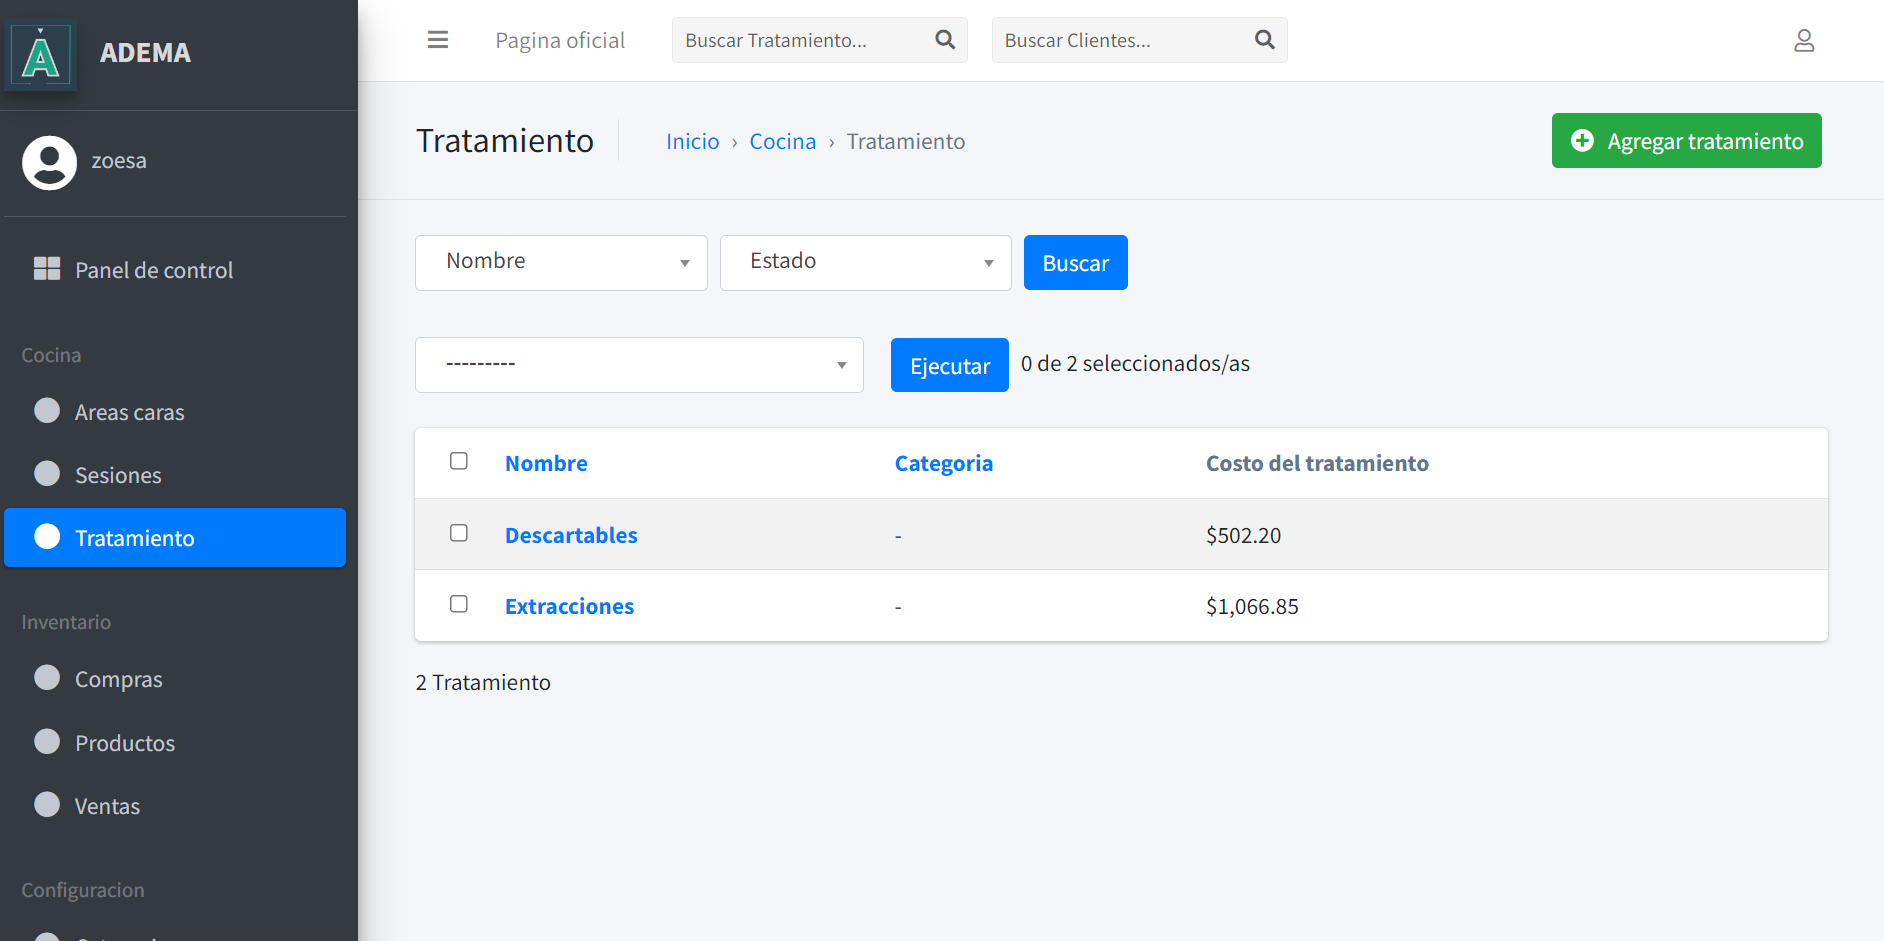 ADEMA
zoesa
Panel de control
Cocina
Areas caras
Sesiones
Tratamiento
Inventario
Compras
Productos
Ventas
Configuracion
Pagina oficial
Buscar Tratamiento...
Buscar Clientes...
Tratamiento
Inicio › Cocina › Tratamiento
Agregar tratamiento
Nombre
Estado
Buscar
---------
Ejecutar
0 de 2 seleccionados/as
Nombre Categoria Costo del tratamiento
Descartables - $502.20
Extracciones - $1,066.85
2 Tratamiento